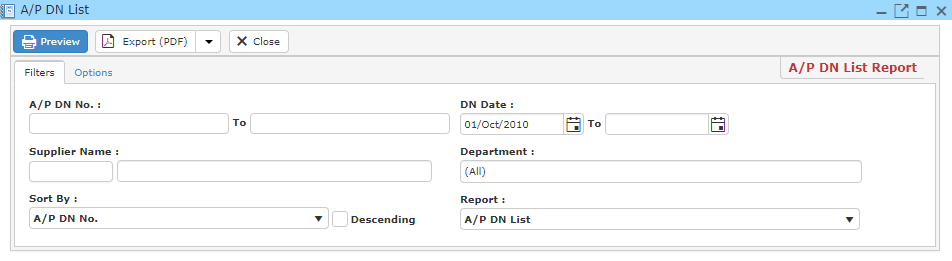 A/P DN List
Preview Export (PDF) Close
Filters Options A/P DN List Report
A/P DN No. : DN Date :
To 01/Oct/2010 To
Supplier Name : Department :
(All)
Sort By : Report :
A/P DN No. Descending A/P DN List